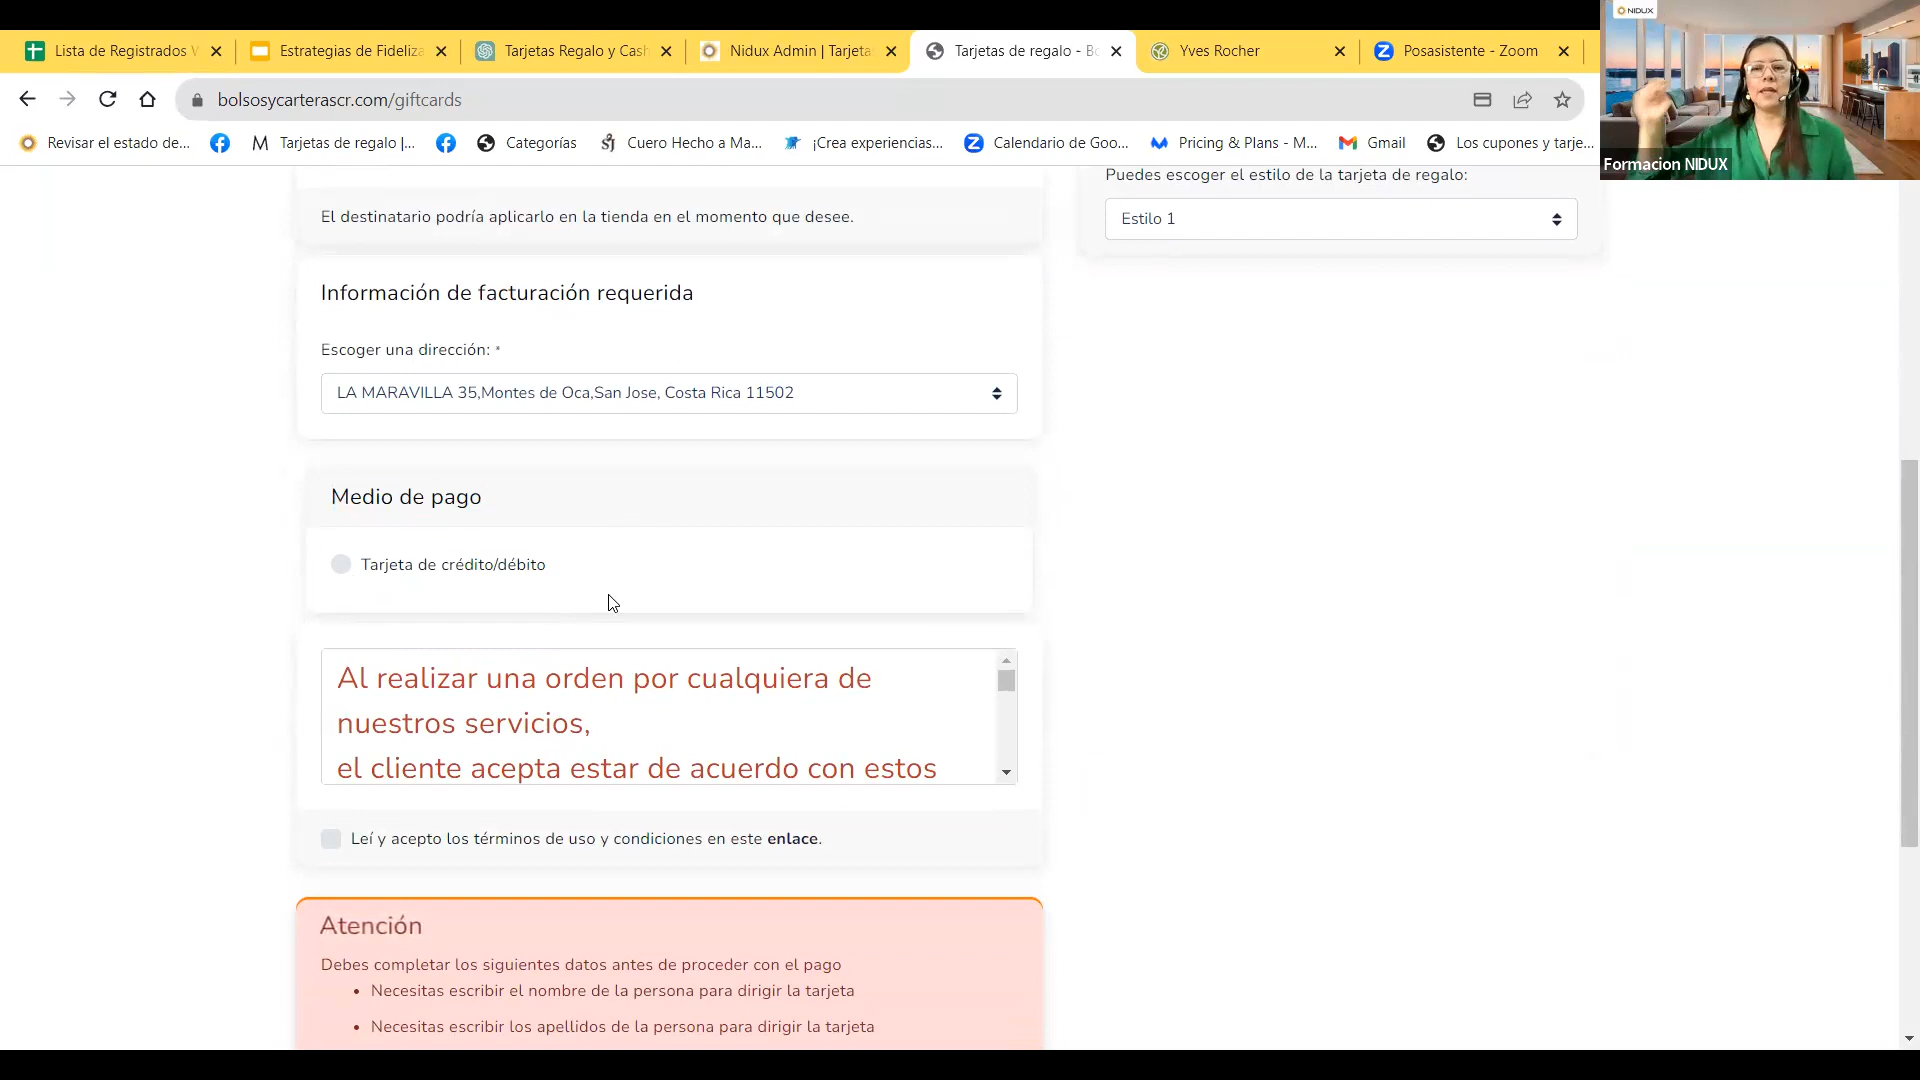 Lista de Registrados V
Estrategias de Fideliza
Tarjetas Regalo y Cash
Nidux Admin | Tarjetas
Tarjetas de regalo - Bo
Yves Rocher
Posasistente - Zoom
NIDUX
bolsosycarterascr.com/giftcards
Revisar el estado de...
Tarjetas de regalo |...
Categorías
Cuero Hecho a Ma...
¡Crea experiencias...
Calendario de Goo...
Pricing & Plans - M...
Gmail
Los cupones y tarje...
Formacion NIDUX
Puedes escoger el estilo de la tarjeta de regalo:
Estilo 1
El destinatario podría aplicarlo en la tienda en el momento que desee.
Información de facturación requerida
Escoger una dirección: *
LA MARAVILLA 35,Montes de Oca,San Jose, Costa Rica 11502
Medio de pago
Tarjeta de crédito/débito
Al realizar una orden por cualquiera de
nuestros servicios,
el cliente acepta estar de acuerdo con estos
Leí y acepto los términos de uso y condiciones en este enlace.
Atención
Debes completar los siguientes datos antes de proceder con el pago
• Necesitas escribir el nombre de la persona para dirigir la tarjeta
• Necesitas escribir los apellidos de la persona para dirigir la tarjeta